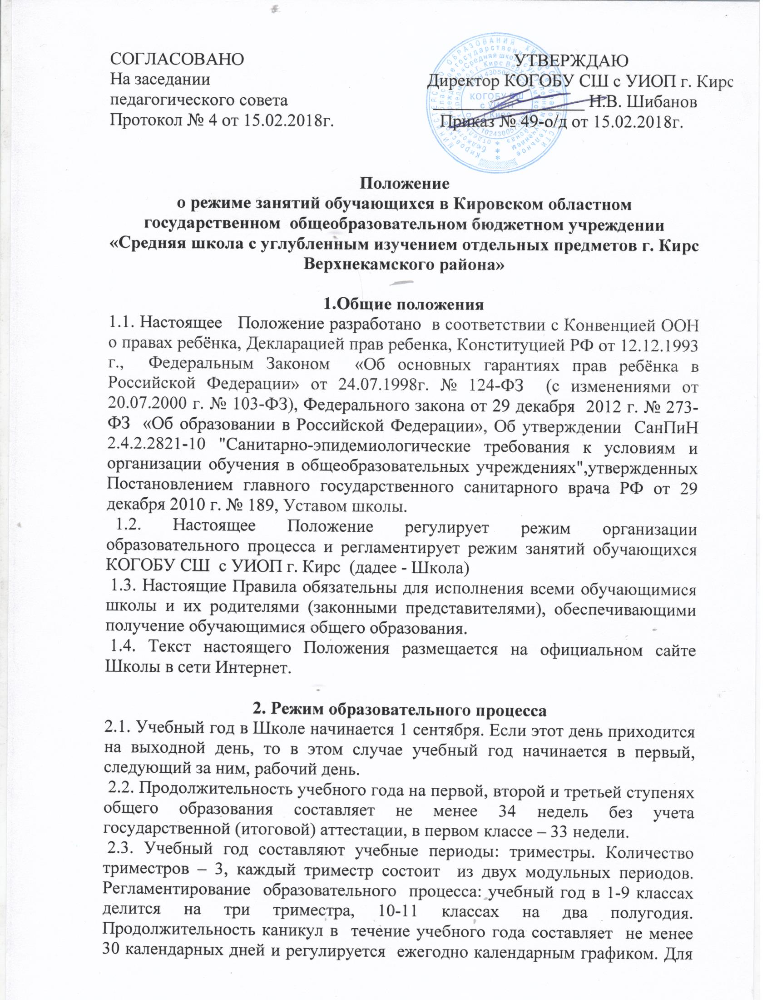 СОГЛАСОВАНО
На заседании
педагогического совета
Протокол № 4 от 15.02.2018г.
УТВЕРЖДАЮ
Директор КОГОБУ СШ с УИОП г. Кирс
Н.В. Шибанов
Приказ № 49-о/д от 15.02.2018г.
КОГОБУ СШ
с УИОП
г. Кирс
Положение
о режиме занятий обучающихся в Кировском областном
государственном общеобразовательном бюджетном учреждении
«Средняя школа с углубленным изучением отдельных предметов г. Кирс
Верхнекамского района»
1.Общие положения
1.1. Настоящее Положение разработано в соответствии с Конвенцией ООН
о правах ребёнка, Декларацией прав ребенка, Конституцией РФ от 12.12.1993
г., Федеральным Законом «Об основных гарантиях прав ребёнка в
Российской Федерации» от 24.07.1998г. № 124-ФЗ (с изменениями от
20.07.2000 г. № 103-ФЗ), Федерального закона от 29 декабря 2012 г. № 273-
ФЗ «Об образовании в Российской Федерации», Об утверждении СанПиН
2.4.2.2821-10 "Санитарно-эпидемиологические требования к условиям и
организации обучения в общеобразовательных учреждениях",утвержденных
Постановлением главного государственного санитарного врача РФ от 29
декабря 2010 г. № 189, Уставом школы.
1.2. Настоящее Положение регулирует режим организации
образовательного процесса и регламентирует режим занятий обучающихся
КОГОБУ СШ с УИОП г. Кирс (дадее - Школа)
1.3. Настоящие Правила обязательны для исполнения всеми обучающимися
школы и их родителями (законными представителями), обеспечивающими
получение обучающимися общего образования.
1.4. Текст настоящего Положения размещается на официальном сайте
Школы в сети Интернет.
2. Режим образовательного процесса
2.1. Учебный год в Школе начинается 1 сентября. Если этот день приходится
на выходной день, то в этом случае учебный год начинается в первый,
следующий за ним, рабочий день.
2.2. Продолжительность учебного года на первой, второй и третьей ступенях
общего образования составляет не менее 34 недель без учета
государственной (итоговой) аттестации, в первом классе – 33 недели.
2.3. Учебный год составляют учебные периоды: триместры. Количество
триместров – 3, каждый триместр состоит из двух модульных периодов.
Регламентирование образовательного процесса: учебный год в 1-9 классах
делится на три триместра, 10-11 классах на два полугодия.
Продолжительность каникул в течение учебного года составляет не менее
30 календарных дней и регулируется ежегодно календарным графиком. Для